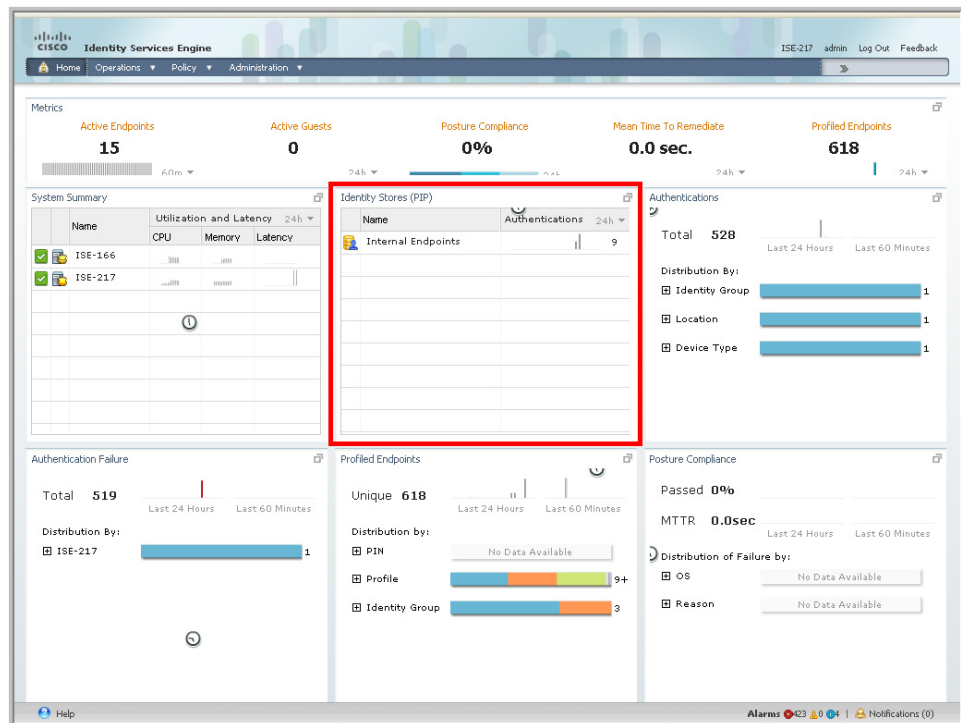 CISCO Identity Services Engine
ISE-217 admin Log Out Feedback
Home Operations ▼ Policy ▼ Administration ▼
Metrics
Active Endpoints
15
60m
Active Guests
0
24h
Posture Compliance
0%
24h
Mean Time To Remediate
0.0 sec.
24h
Profiled Endpoints
618
24h
System Summary
Name
Utilization and Latency 24h
CPU Memory Latency
ISE-166
ISE-217
Identity Stores (PIP)
Name Authentications 24h
Internal Endpoints 9
Authentications
Total 528
Last 24 Hours Last 60 Minutes
Distribution By:
Identity Group 1
Location 1
Device Type 1
Authentication Failure
Total 519
Last 24 Hours Last 60 Minutes
Distribution By:
ISE-217 1
Profiled Endpoints
Unique 618
Last 24 Hours Last 60 Minutes
Distribution by:
PIN No Data Available
Profile 9+
Identity Group 3
Posture Compliance
Passed 0%
MTTR 0.0sec
Last 24 Hours Last 60 Minutes
Distribution of Failure by:
OS No Data Available
Reason No Data Available
Help
Alarms 423 0 4 | Notifications (0)